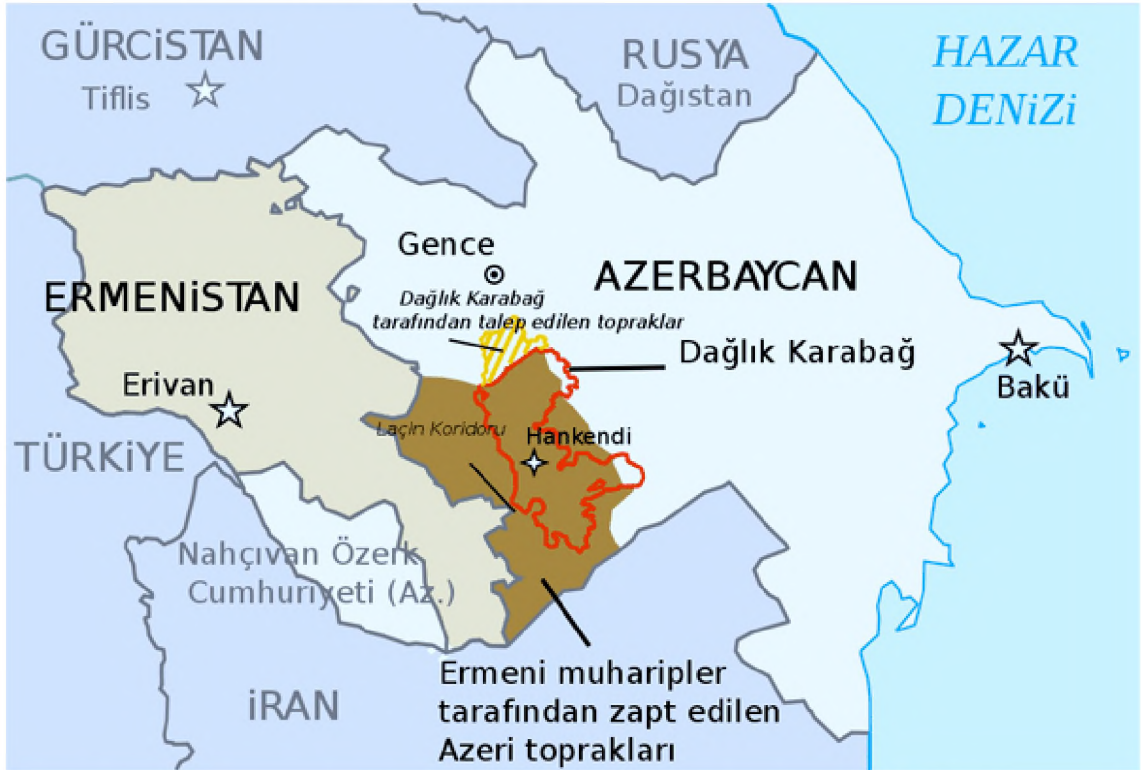 GÜRCiSTAN
Tiflis
RUSYA
Dağıstan
HAZAR
DENiZi
Gence
AZERBAYCAN
ERMENiSTAN
Dağlık Karabağ
tarafından talep edilen topraklar
Dağlık Karabağ
Bakü
Erivan
Laçin Koridoru
Hankendi
TÜRKiYE
Nahçıvan Özerk
Cumhurıyeti (Az.)
iRAN
Ermeni muharipler
tarafından zapt edilen
Azeri toprakları